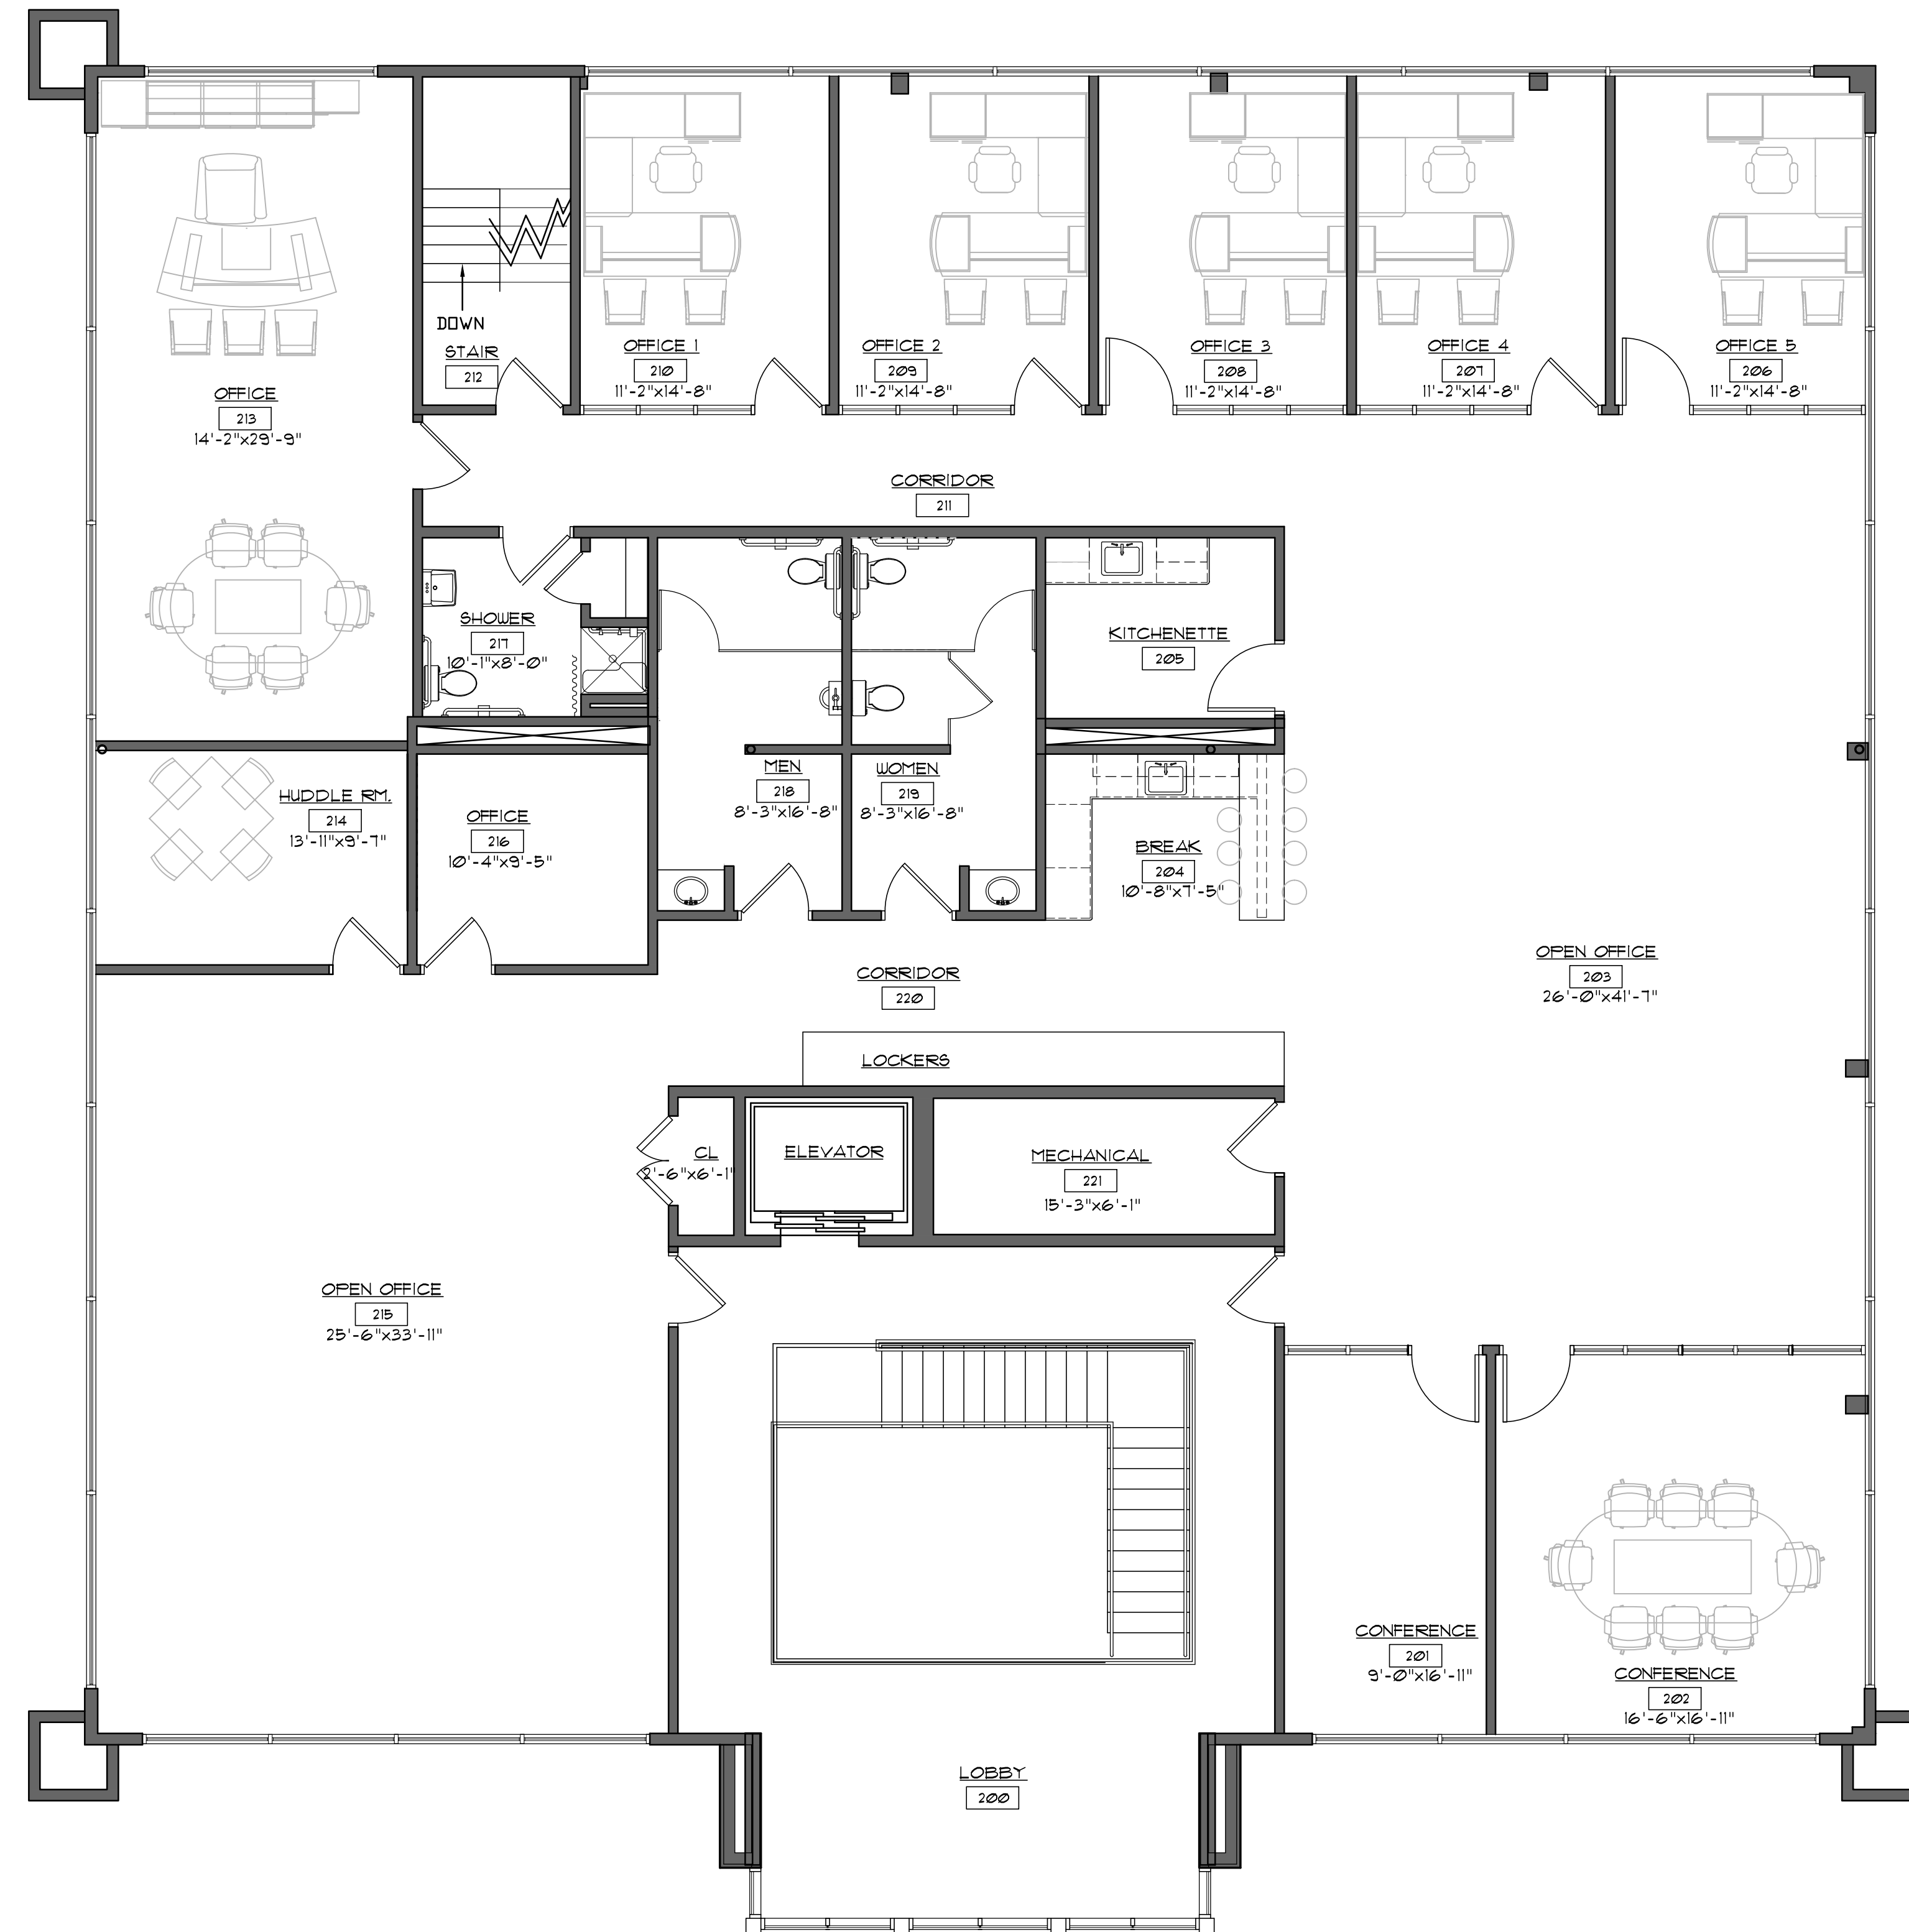 DOWN
STAIR
212
OFFICE 1
210
11'-2"x14'-8"
OFFICE 2
209
11'-2"x14'-8"
OFFICE 3
208
11'-2"x14'-8"
OFFICE 4
207
11'-2"x14'-8"
OFFICE 5
206
11'-2"x14'-8"
OFFICE
213
14'-2"x29'-9"
CORRIDOR
211
SHOWER
217
10'-1"x8'-0"
KITCHENETTE
205
HUDDLE RM.
214
13'-11"x9'-7"
OFFICE
216
10'-4"x9'-5"
MEN
218
8'-3"x16'-8"
WOMEN
219
8'-3"x16'-8"
BREAK
204
10'-8"x7'-5"
OPEN OFFICE
203
26'-0"x41'-7"
CORRIDOR
220
LOCKERS
CL
2'-6"x6'-1"
ELEVATOR
MECHANICAL
221
15'-3"x6'-1"
OPEN OFFICE
215
25'-6"x33'-11"
CONFERENCE
201
9'-0"x16'-11"
CONFERENCE
202
16'-6"x16'-11"
LOBBY
200